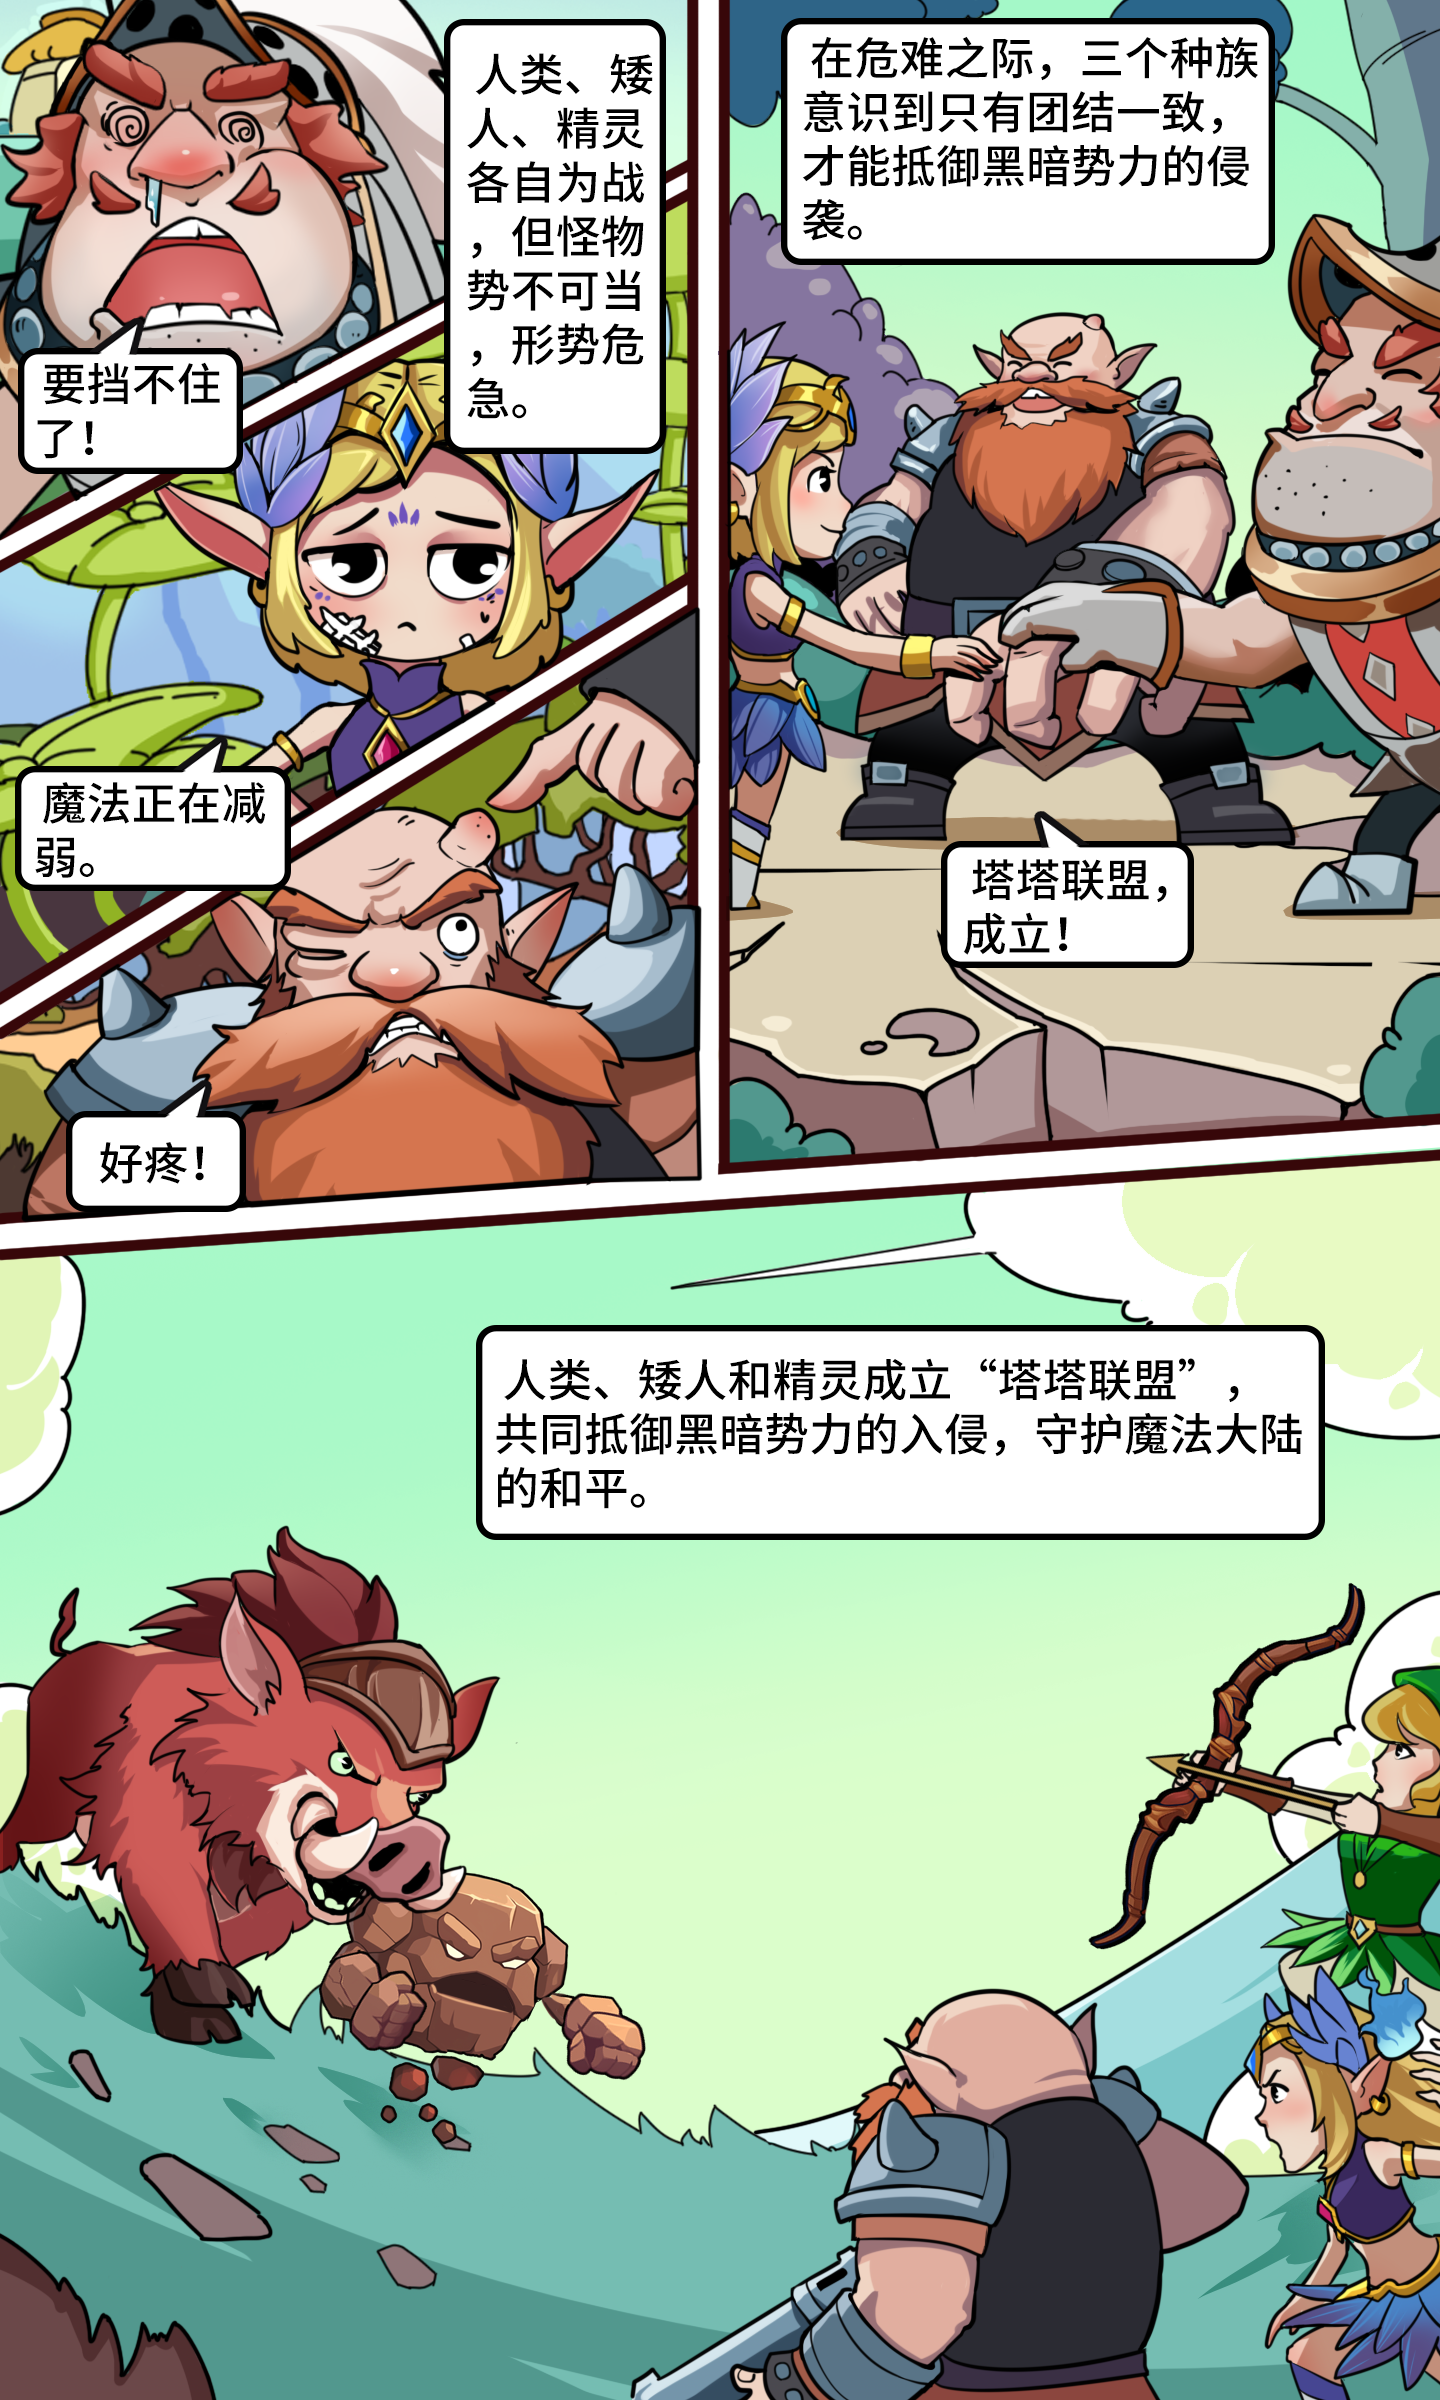 人类、矮
人、精灵
各自为战
，但怪物
势不可当
，形势危
急。
要挡不住
了！
魔法正在减
弱。
好疼！
在危难之际，三个种族
意识到只有团结一致，
才能抵御黑暗势力的侵
袭。
塔塔联盟，
成立！
人类、矮人和精灵成立“塔塔联盟”，
共同抵御黑暗势力的入侵，守护魔法大陆
的和平。